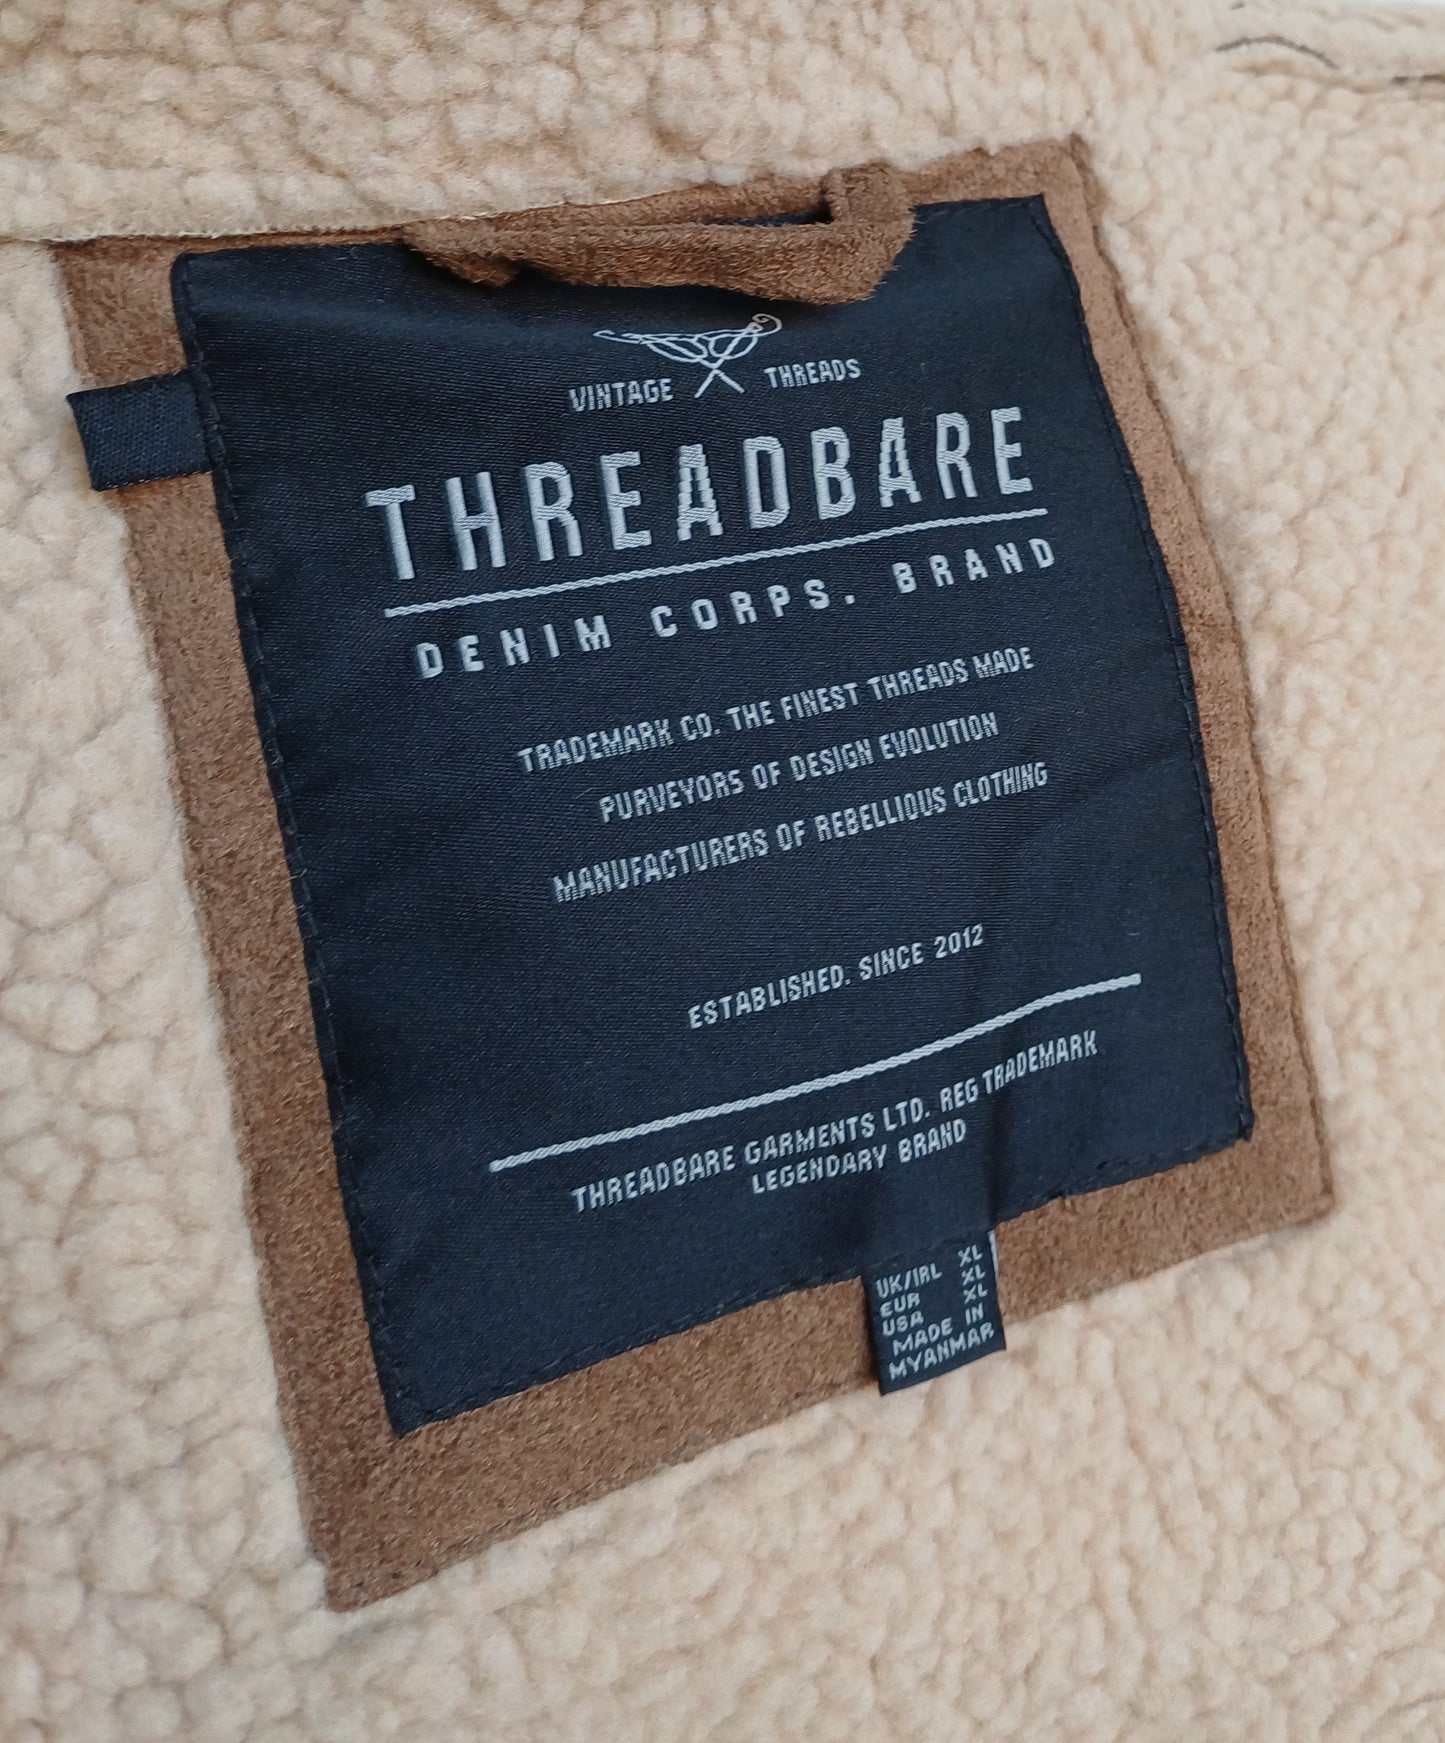 VINTAGE THREADS
THREADBARE
DENIM CORPS. BRAND
TRADEMARK CO. THE FINEST THREADS MADE
PURVEYORS OF DESIGN EVOLUTION
MANUFACTURERS OF REBELLIOUS CLOTHING
ESTABLISHED. SINCE 2012
THREADBARE GARMENTS LTD. REG TRADEMARK
LEGENDARY BRAND
UK/IRL XL
EUR XL
USA XL
MADE IN
MYANMAR